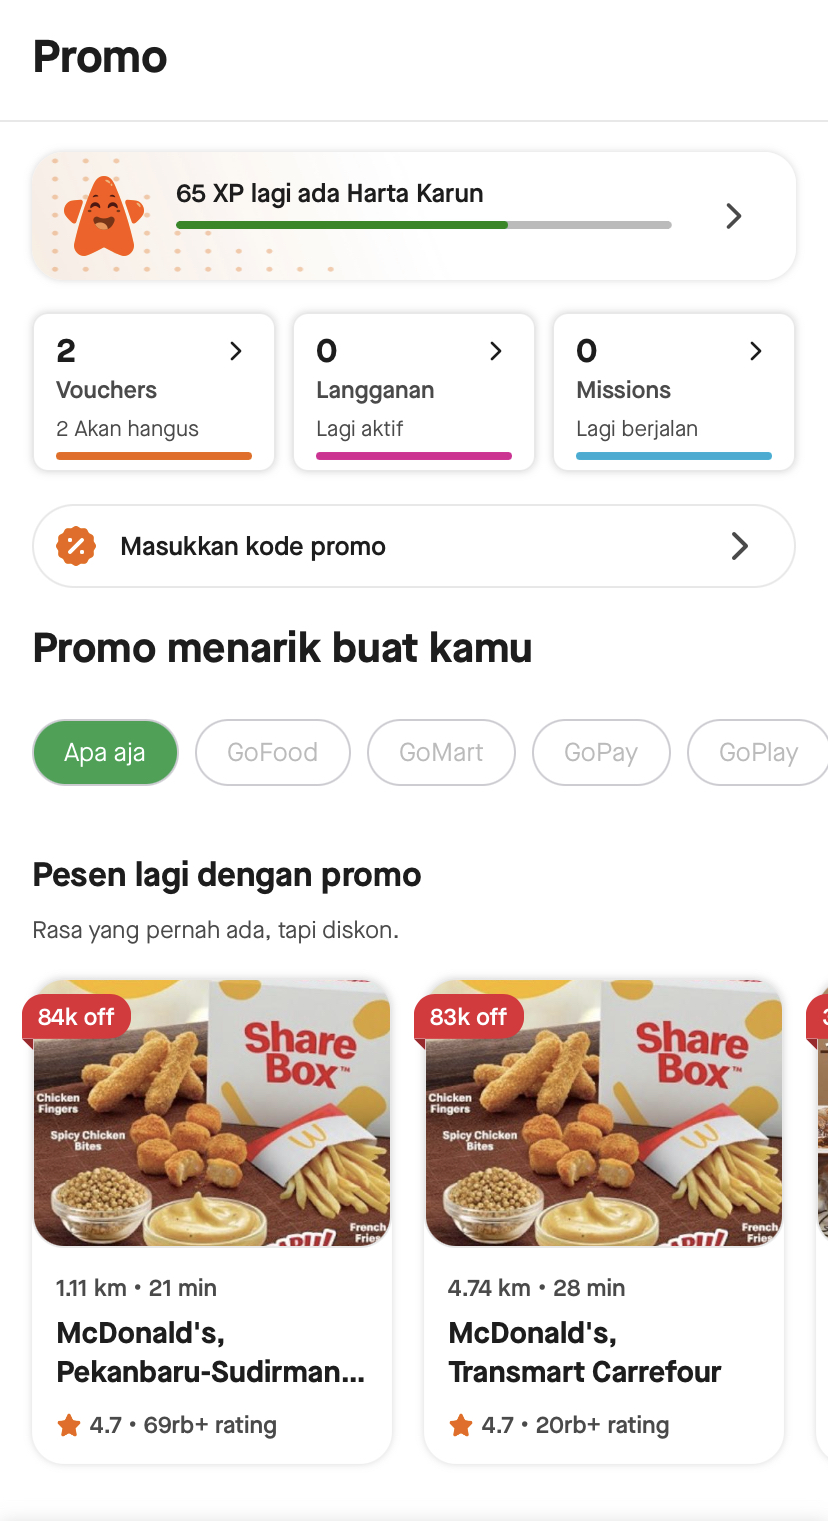 Promo
65 XP lagi ada Harta Karun
2
Vouchers
2 Akan hangus
0
Langganan
Lagi aktif
0
Missions
Lagi berjalan
Masukkan kode promo
Promo menarik buat kamu
Apa aja
GoFood
GoMart
GoPay
GoPlay
Pesen lagi dengan promo
Rasa yang pernah ada, tapi diskon.
84k off
Share
Box™
Chicken
Fingers
Spicy Chicken
Bites
French
Fries
1.11 km • 21 min
McDonald's,
Pekanbaru-Sudirman...
4.7 • 69rb+ rating
83k off
Share
Box™
Chicken
Fingers
Spicy Chicken
Bites
French
Fries
4.74 km • 28 min
McDonald's,
Transmart Carrefour
4.7 • 20rb+ rating